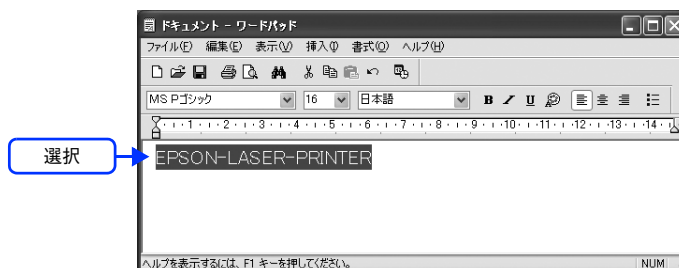 ドキュメント - ワードパッド
ファイル(F) 編集(E) 表示(V) 挿入(I) 書式(O) ヘルプ(H)
MS Pゴシック 16 日本語 B / U
1 2 3 4 5 6 7 8 9 10 11 12 13 14
選択
EPSON-LASER-PRINTER
ヘルプを表示するには、F1 キーを押してください。 NUM